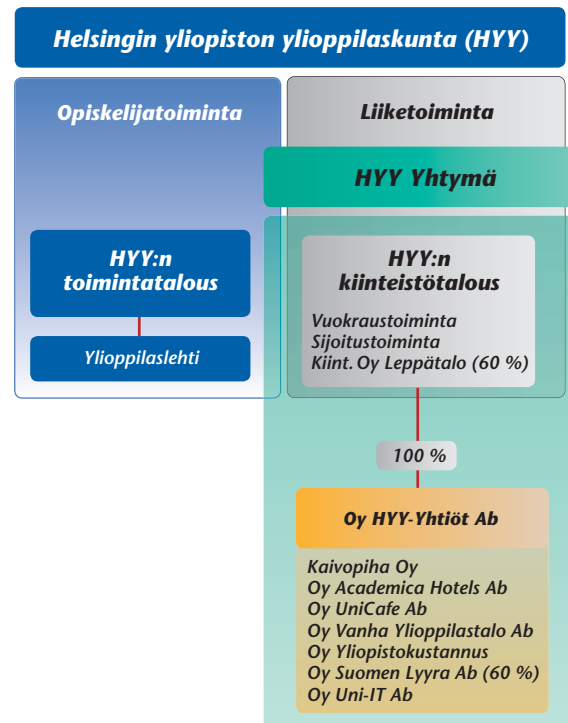 Helsingin yliopiston ylioppilaskunta (HYY)
Opiskelijatoiminta
Liiketoiminta
HYY Yhtymä
HYY:n
toimintatalous
Ylioppilaslehti
HYY:n
kiinteistötalous
Vuokraustoiminta
Sijoitustoiminta
Kiint. Oy Leppätalo (60 %)
100 %
Oy HYY-Yhtiöt Ab
Kaivopiha Oy
Oy Academica Hotels Ab
Oy UniCafe Ab
Oy Vanha Ylioppilastalo Ab
Oy Yliopistokustannus
Oy Suomen Lyyra Ab (60 %)
Oy Uni-IT Ab